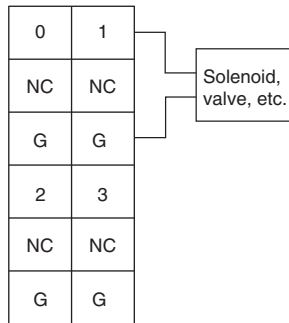 0 1
Solenoid,
valve, etc.
NC NC
G G
2 3
NC NC
G G